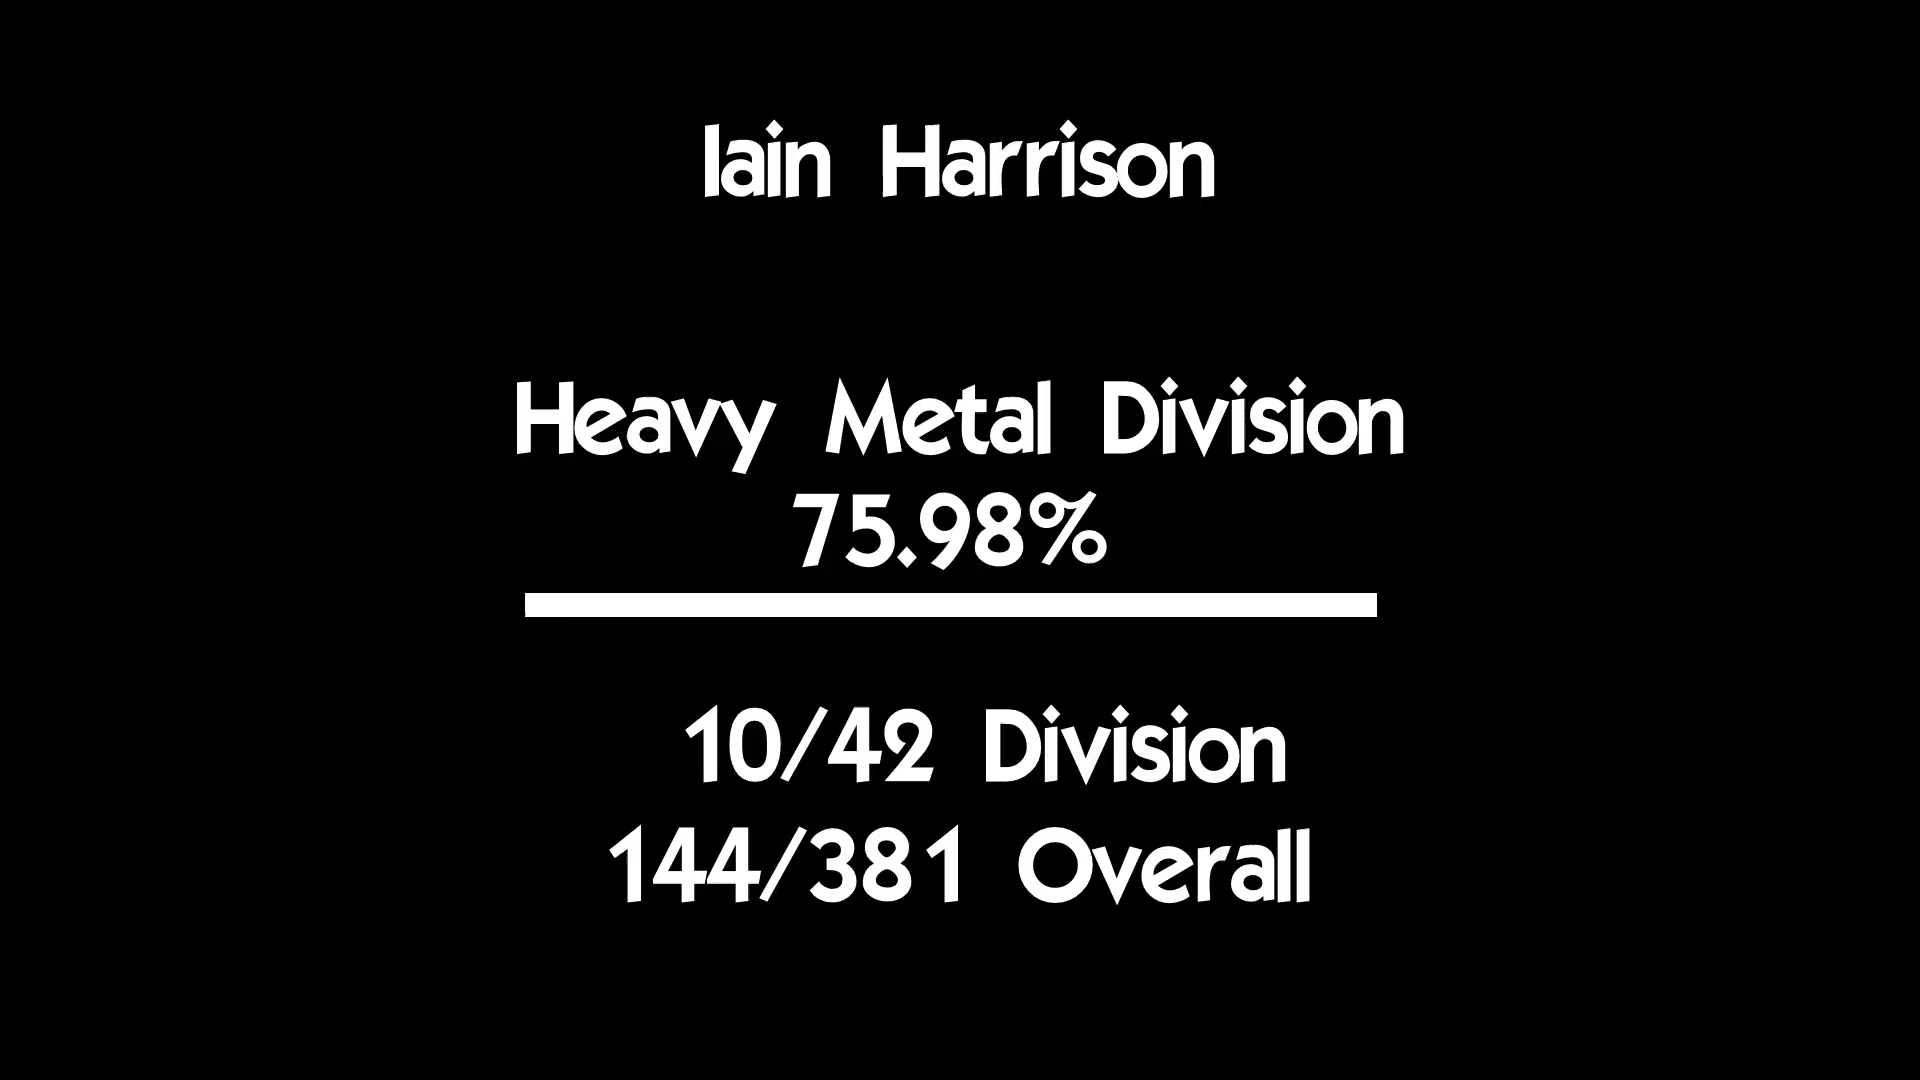 Iain Harrison
Heavy Metal Division
75.98%
10/42 Division
144/381 Overall